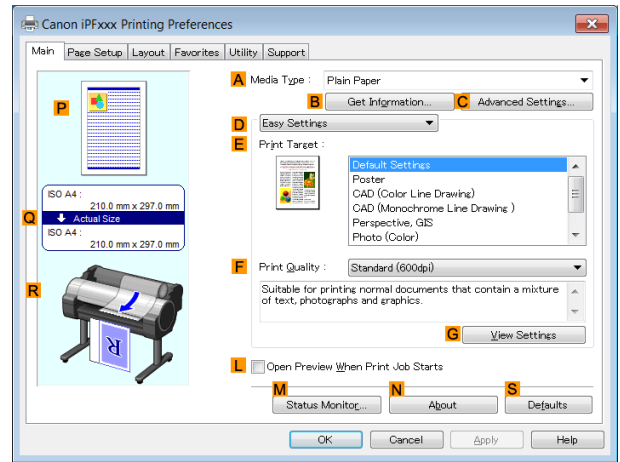 Canon iPFxxx Printing Preferences
Main Page Setup Layout Favorites Utility Support
A Media Type : Plain Paper
B Get Information... C Advanced Settings...
D Easy Settings
E Print Target :
Default Settings
Poster
CAD (Color Line Drawing)
CAD (Monochrome Line Drawing )
Perspective, GIS
Photo (Color)
F Print Quality : Standard (600dpi)
Suitable for printing normal documents that contain a mixture
of text, photographs and graphics.
G View Settings
P
Q
ISO A4 :
210.0 mm x 297.0 mm
Actual Size
ISO A4 :
210.0 mm x 297.0 mm
R
R
L Open Preview When Print Job Starts
M Status Monitor... N About S Defaults
OK Cancel Apply Help